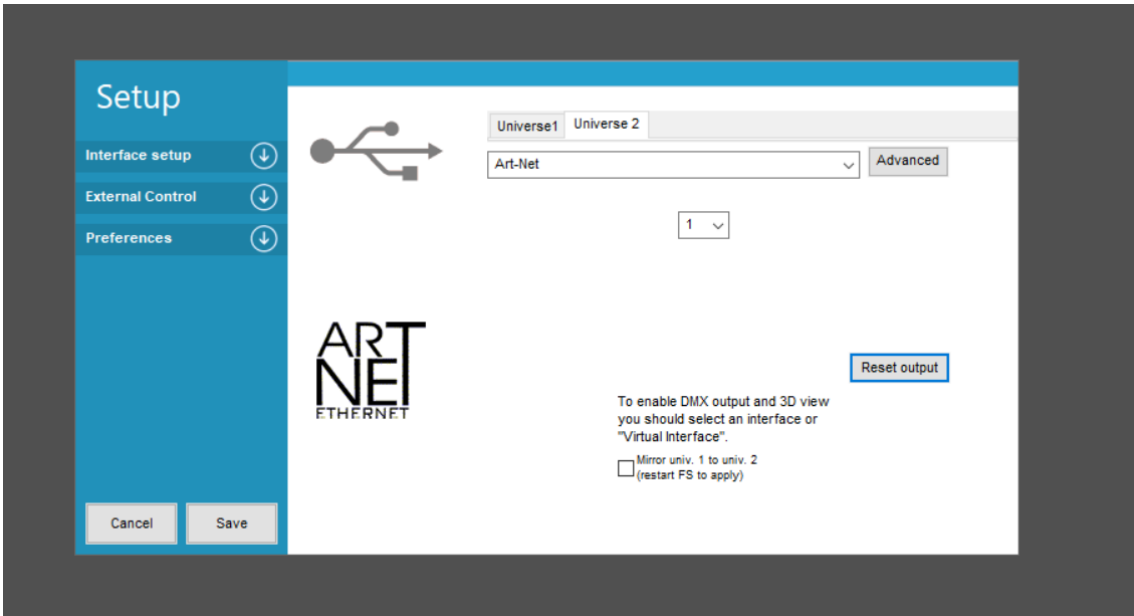 Setup
Interface setup
External Control
Preferences
Cancel
Save
Universe1
Universe 2
Art-Net
Advanced
1
ART
NET
ETHERNET
Reset output
To enable DMX output and 3D view
you should select an interface or
"Virtual Interface".
Mirror univ. 1 to univ. 2
(restart FS to apply)